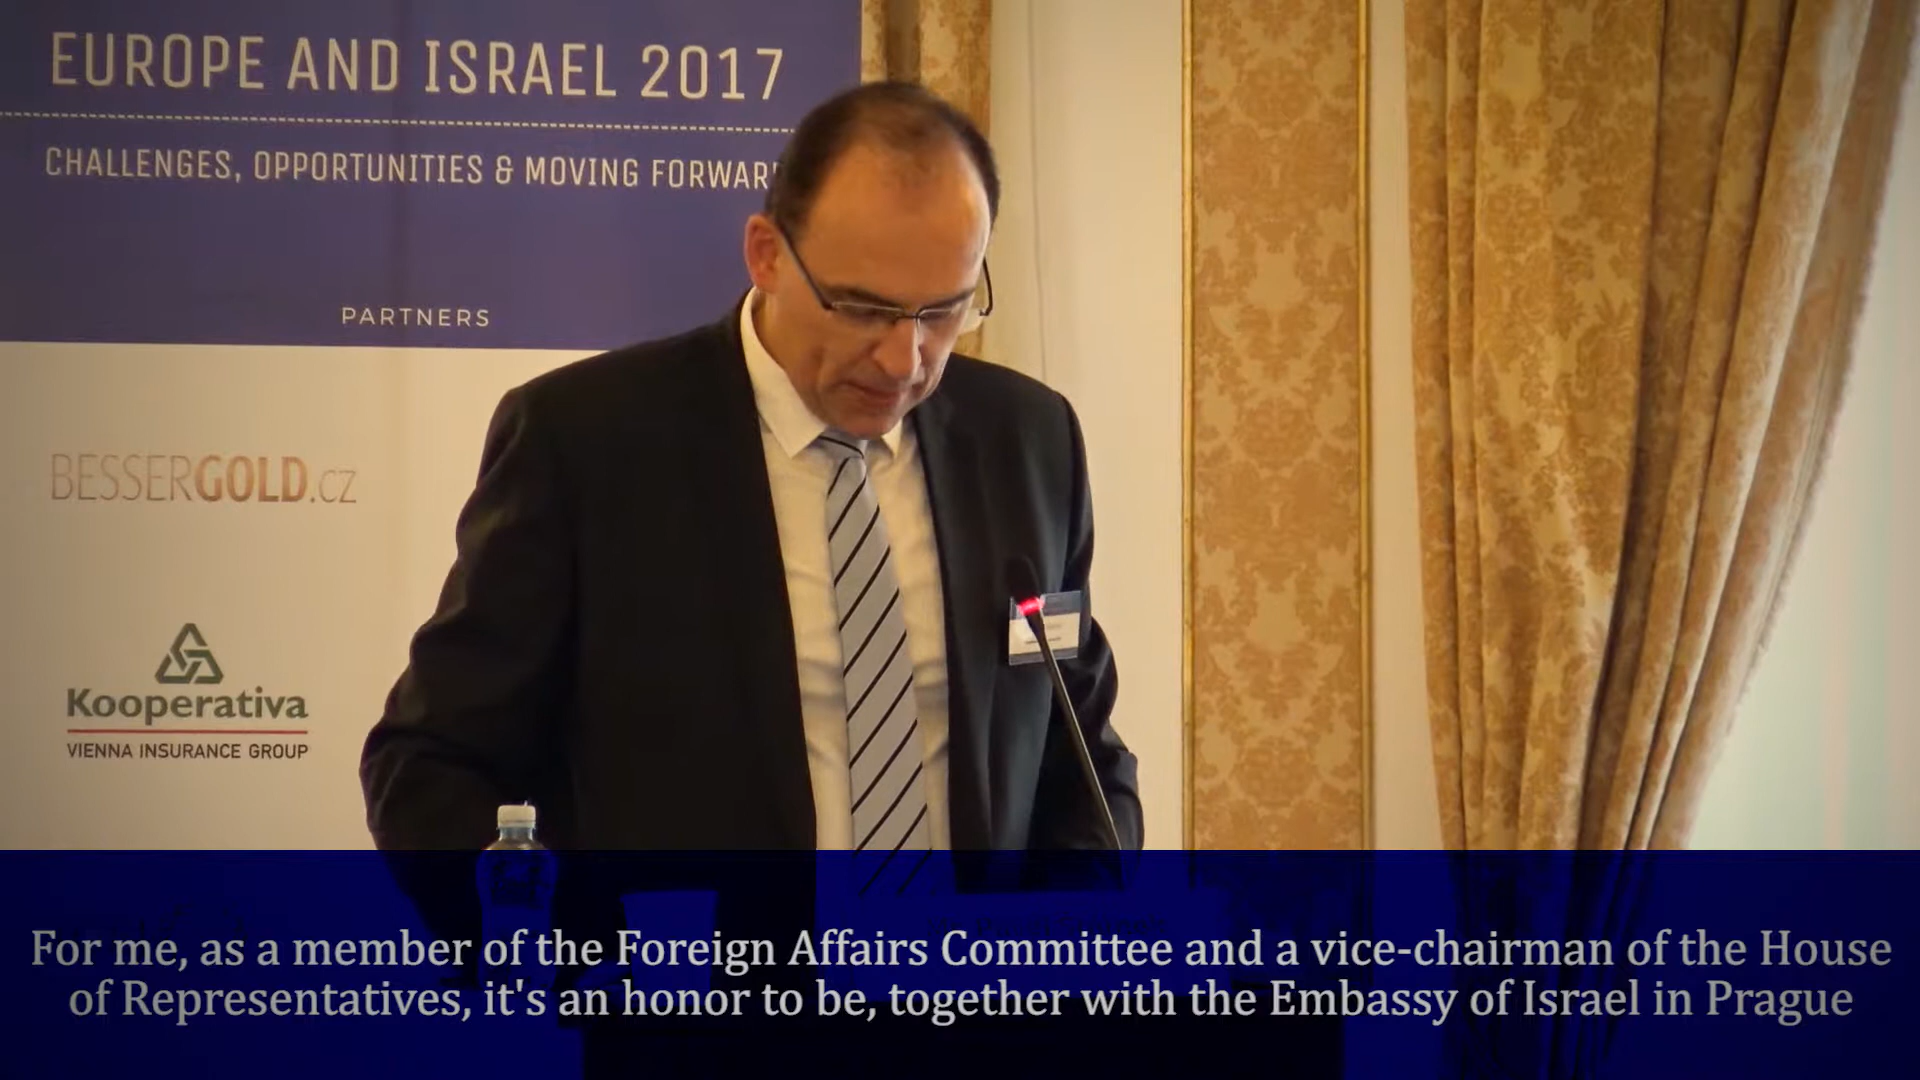 EUROPE AND ISRAEL 2017
CHALLENGES, OPPORTUNITIES & MOVING
PARTNERS
BESSERGOLD.CZ
Kooperativa
VIENNA INSURANCE GROUP
For me, as a member of the Foreign Affairs Committee and a vice-chairman of the House
of Representatives, it's an honor to be, together with the Embassy of Israel in Prague